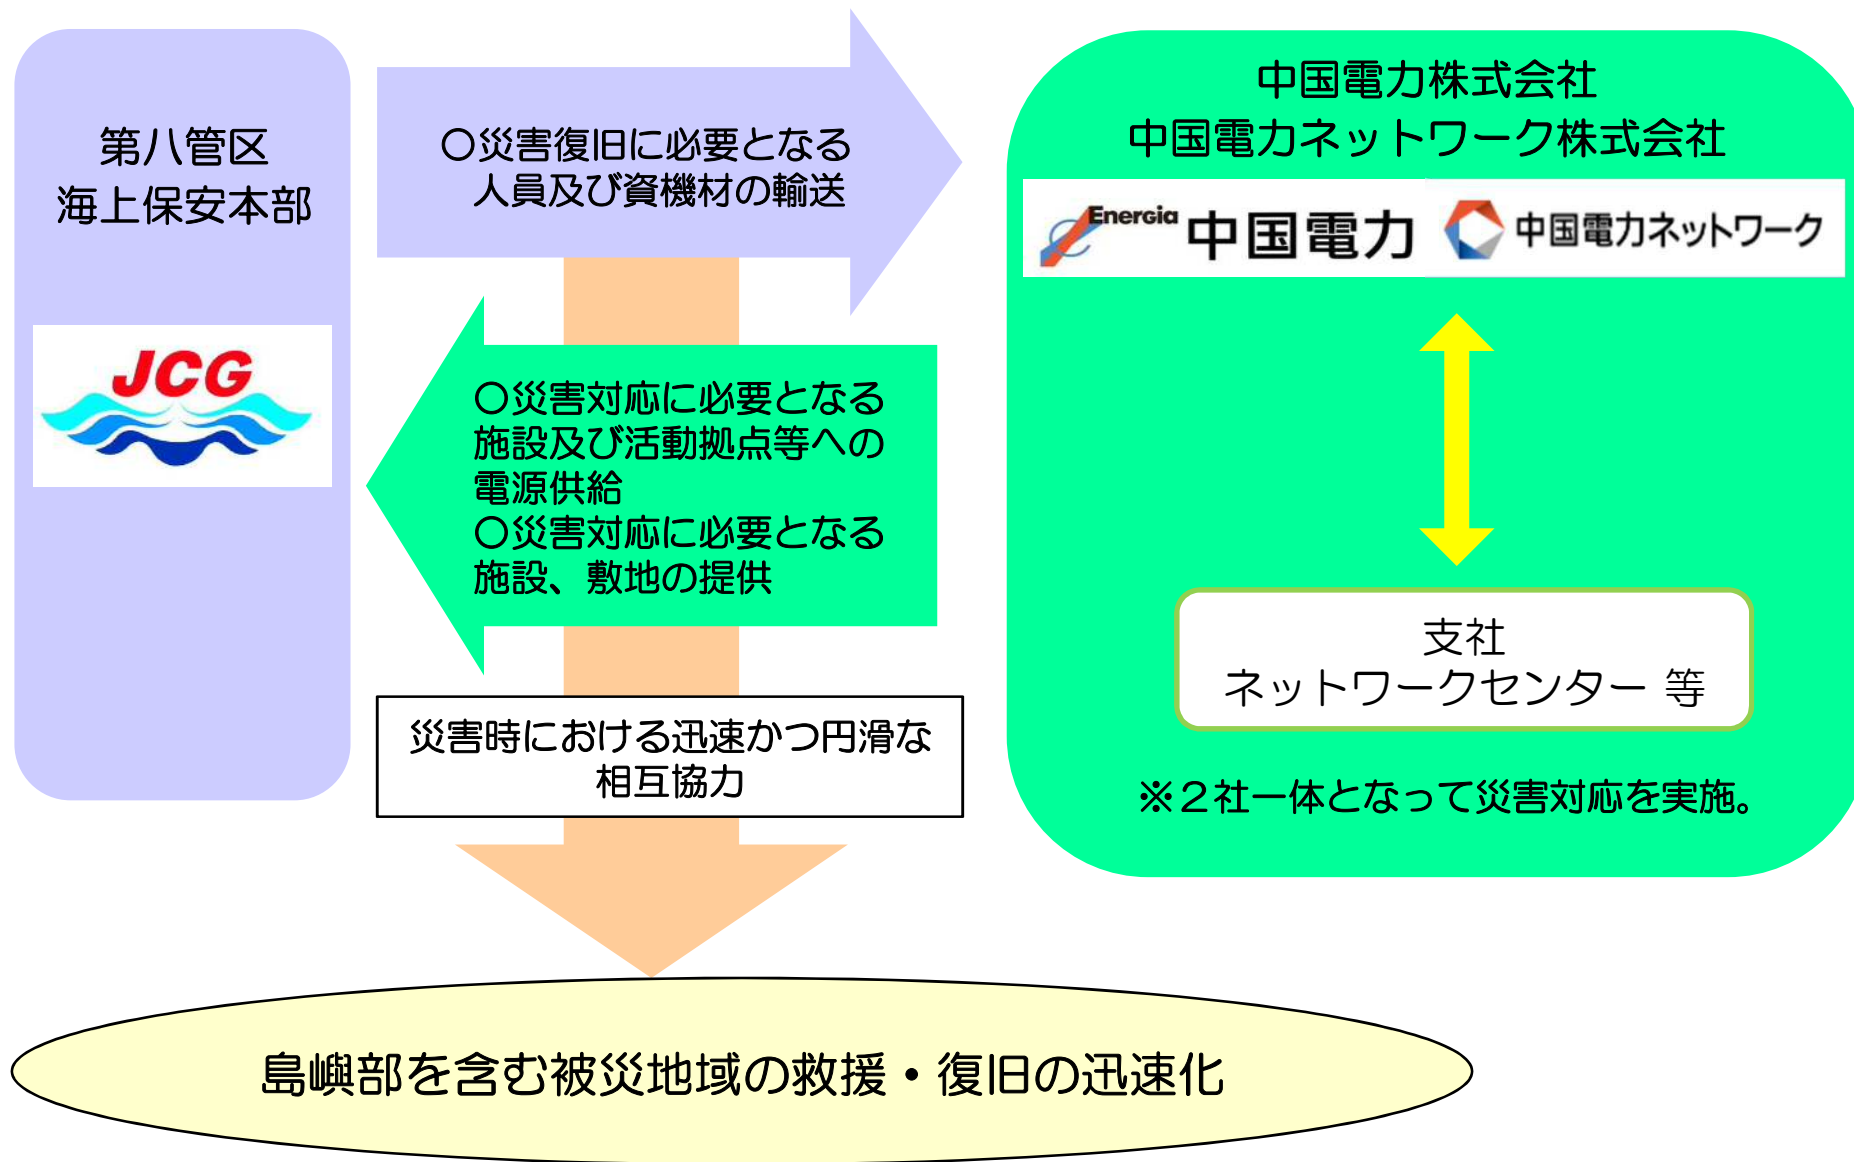 第八管区
海上保安本部
JCG
〇災害復旧に必要となる
人員及び資機材の輸送
〇災害対応に必要となる
施設及び活動拠点等への
電源供給
〇災害対応に必要となる
施設、敷地の提供
災害時における迅速かつ円滑な
相互協力
中国電力株式会社
中国電力ネットワーク株式会社
Energia 中国電力 中国電力ネットワーク
支社
ネットワークセンター 等
※２社一体となって災害対応を実施。
島嶼部を含む被災地域の救援・復旧の迅速化